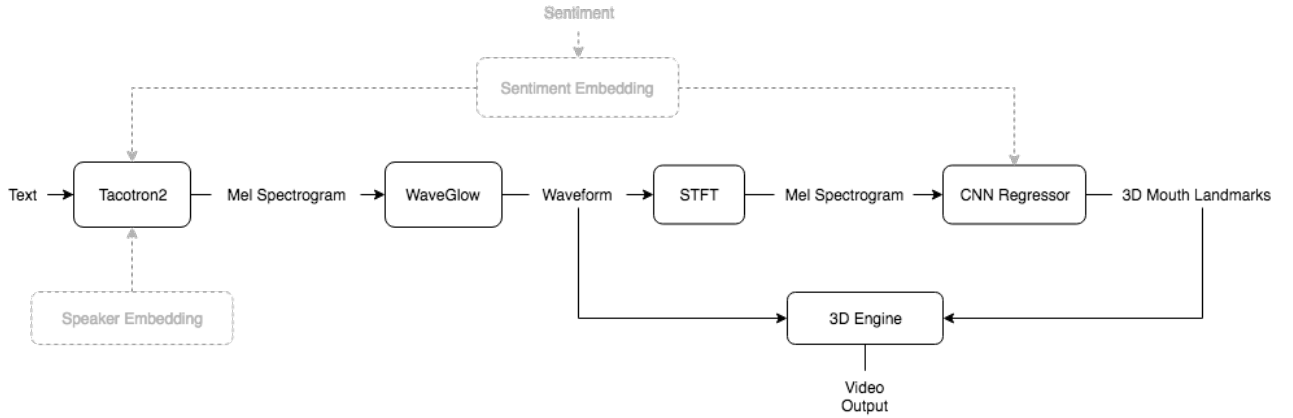 Sentiment
Sentiment Embedding
Text
Tacotron2
Mel Spectrogram
WaveGlow
Waveform
STFT
Mel Spectrogram
CNN Regressor
3D Mouth Landmarks
Speaker Embedding
3D Engine
Video
Output